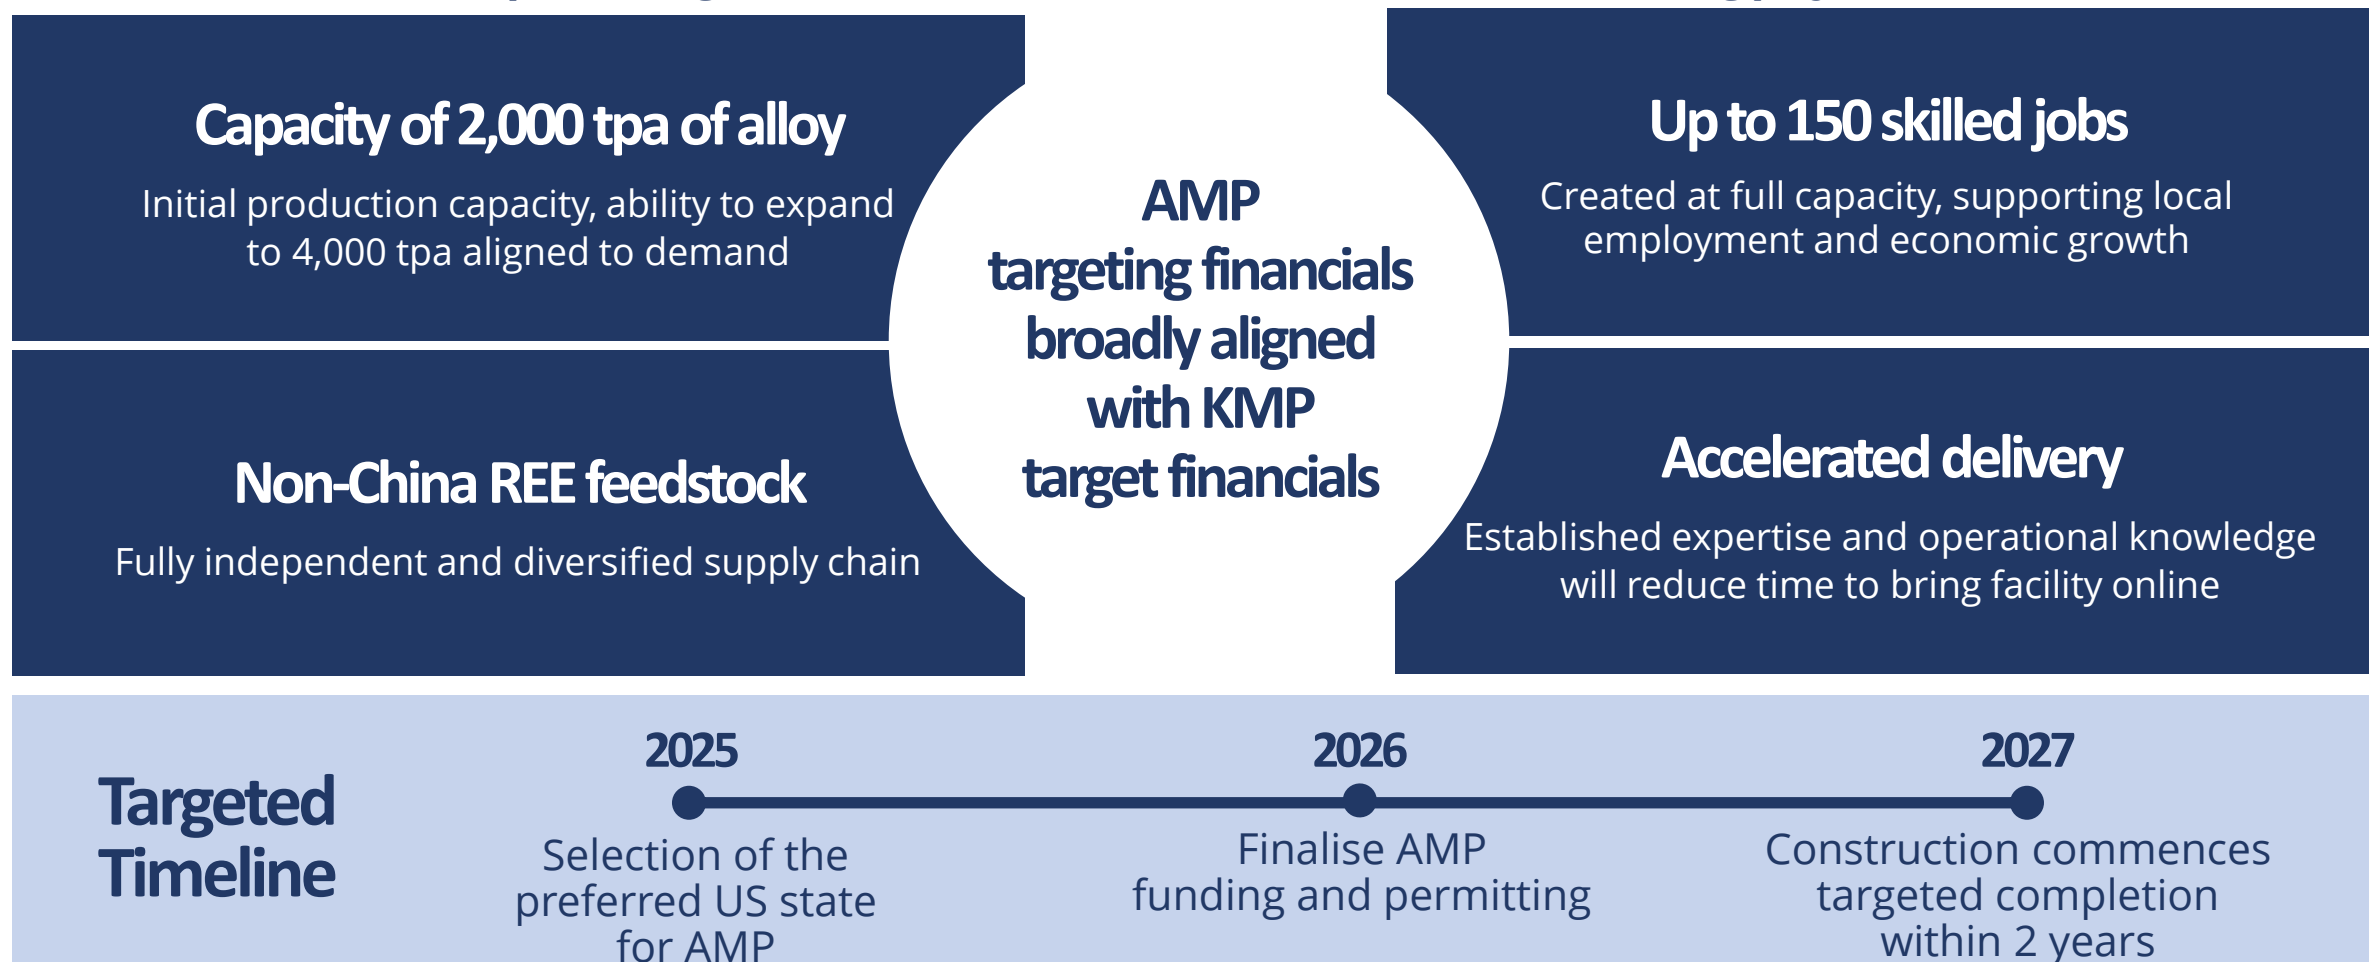 Capacity of 2,000 tpa of alloy
Initial production capacity, ability to expand
to 4,000 tpa aligned to demand
Non-China REE feedstock
Fully independent and diversified supply chain
AMP
targeting financials
broadly aligned
with KMP
target financials
Up to 150 skilled jobs
Created at full capacity, supporting local
employment and economic growth
Accelerated delivery
Established expertise and operational knowledge
will reduce time to bring facility online
Targeted
Timeline
2025
Selection of the
preferred US state
for AMP
2026
Finalise AMP
funding and permitting
2027
Construction commences
targeted completion
within 2 years